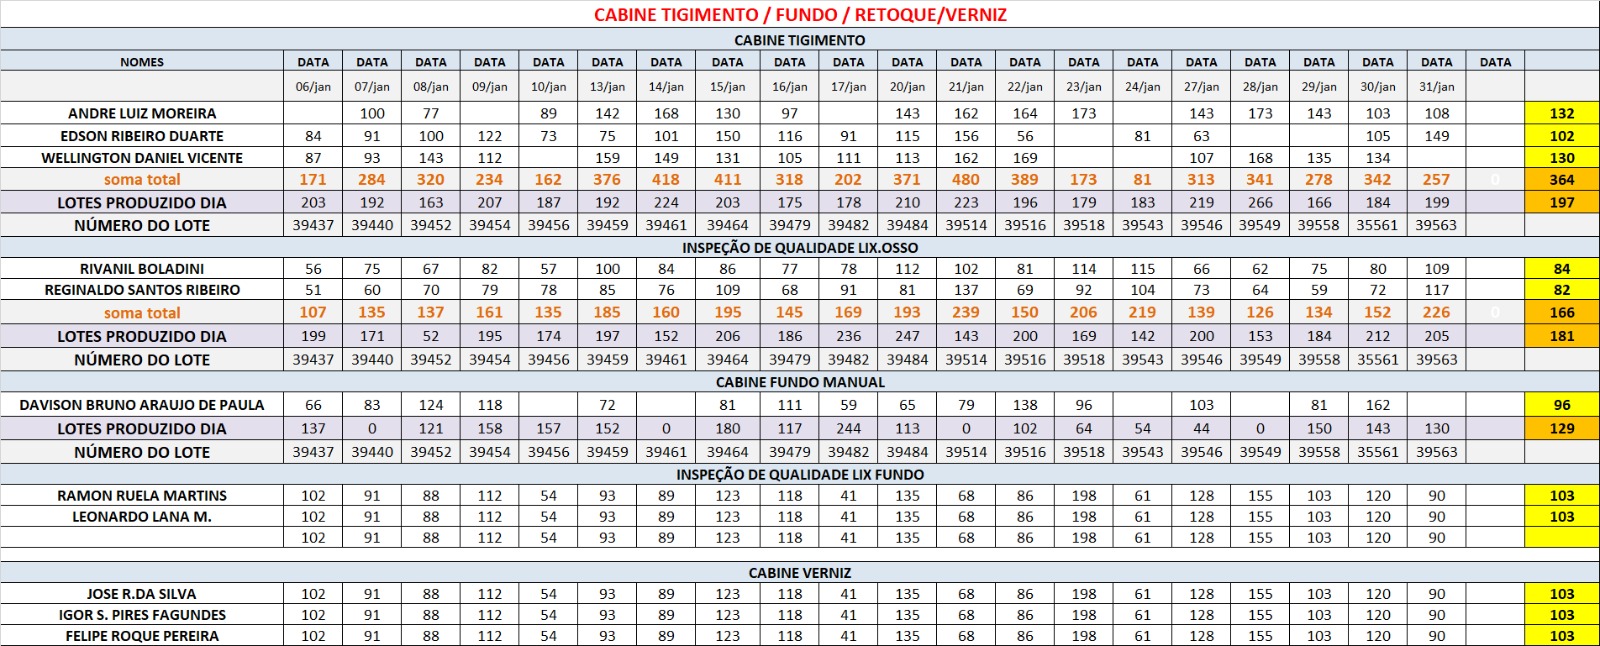 CABINE TIGIMENTO / FUNDO / RETOQUE/VERNIZ
CABINE TIGIMENTO
NOMES DATA DATA DATA DATA DATA DATA DATA DATA DATA DATA DATA DATA DATA DATA DATA DATA DATA DATA DATA DATA DATA
06/jan 07/jan 08/jan 09/jan 10/jan 13/jan 14/jan 15/jan 16/jan 17/jan 20/jan 21/jan 22/jan 23/jan 24/jan 27/jan 28/jan 29/jan 30/jan 31/jan
ANDRE LUIZ MOREIRA 100 77 89 142 168 130 97 143 162 164 173 143 173 143 103 108 132
EDSON RIBEIRO DUARTE 84 91 100 122 73 75 101 150 116 91 115 156 56 81 63 105 149 102
WELLINGTON DANIEL VICENTE 87 93 143 112 159 149 131 105 111 113 162 169 107 168 135 134 130
soma total 171 284 320 234 162 376 418 411 318 202 371 480 389 173 81 313 341 278 342 257 0 364
LOTES PRODUZIDO DIA 203 192 163 207 187 192 224 203 175 178 210 223 196 179 183 219 266 166 184 199 197
NÚMERO DO LOTE 39437 39440 39452 39454 39456 39459 39461 39464 39479 39482 39484 39514 39516 39518 39543 39546 39549 39558 35561 39563
INSPEÇÃO DE QUALIDADE LIX.OSSO
RIVANIL BOLADINI 56 75 67 82 57 100 84 86 77 78 112 102 81 114 115 66 62 75 80 109 84
REGINALDO SANTOS RIBEIRO 51 60 70 79 78 85 76 109 68 91 81 137 69 92 104 73 64 59 72 117 82
soma total 107 135 137 161 135 185 160 195 145 169 193 239 150 206 219 139 126 134 152 226 0 166
LOTES PRODUZIDO DIA 199 171 52 195 174 197 152 206 186 236 247 143 200 169 142 200 153 184 212 205 181
NÚMERO DO LOTE 39437 39440 39452 39454 39456 39459 39461 39464 39479 39482 39484 39514 39516 39518 39543 39546 39549 39558 35561 39563
CABINE FUNDO MANUAL
DAVISON BRUNO ARAUJO DE PAULA 66 83 124 118 72 81 111 59 65 79 138 96 103 81 162 96
LOTES PRODUZIDO DIA 137 0 121 158 157 152 0 180 117 244 113 0 102 64 54 44 0 150 143 130 129
NÚMERO DO LOTE 39437 39440 39452 39454 39456 39459 39461 39464 39479 39482 39484 39514 39516 39518 39543 39546 39549 39558 35561 39563
INSPEÇÃO DE QUALIDADE LIX FUNDO
RAMON RUELA MARTINS 102 91 88 112 54 93 89 123 118 41 135 68 86 198 61 128 155 103 120 90 103
LEONARDO LANA M. 102 91 88 112 54 93 89 123 118 41 135 68 86 198 61 128 155 103 120 90 103
102 91 88 112 54 93 89 123 118 41 135 68 86 198 61 128 155 103 120 90
CABINE VERNIZ
JOSE R.DA SILVA 102 91 88 112 54 93 89 123 118 41 135 68 86 198 61 128 155 103 120 90 103
IGOR S. PIRES FAGUNDES 102 91 88 112 54 93 89 123 118 41 135 68 86 198 61 128 155 103 120 90 103
FELIPE ROQUE PEREIRA 102 91 88 112 54 93 89 123 118 41 135 68 86 198 61 128 155 103 120 90 103